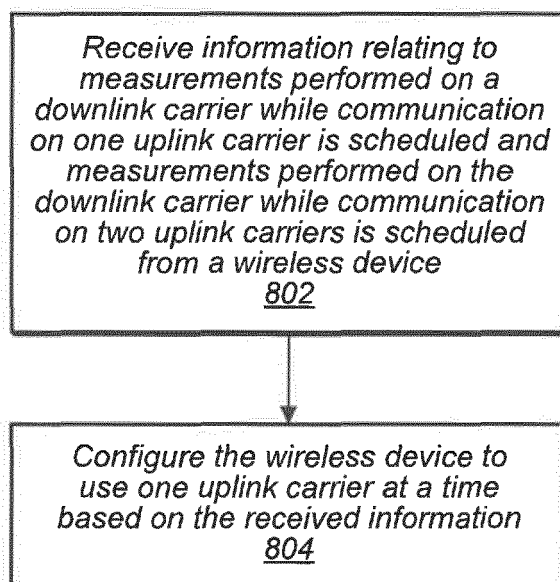 Receive information relating to
measurements performed on a
downlink carrier while communication
on one uplink carrier is scheduled and
measurements performed on the
downlink carrier while communication
on two uplink carriers is scheduled
from a wireless device
802
Configure the wireless device to
use one uplink carrier at a time
based on the received information
804